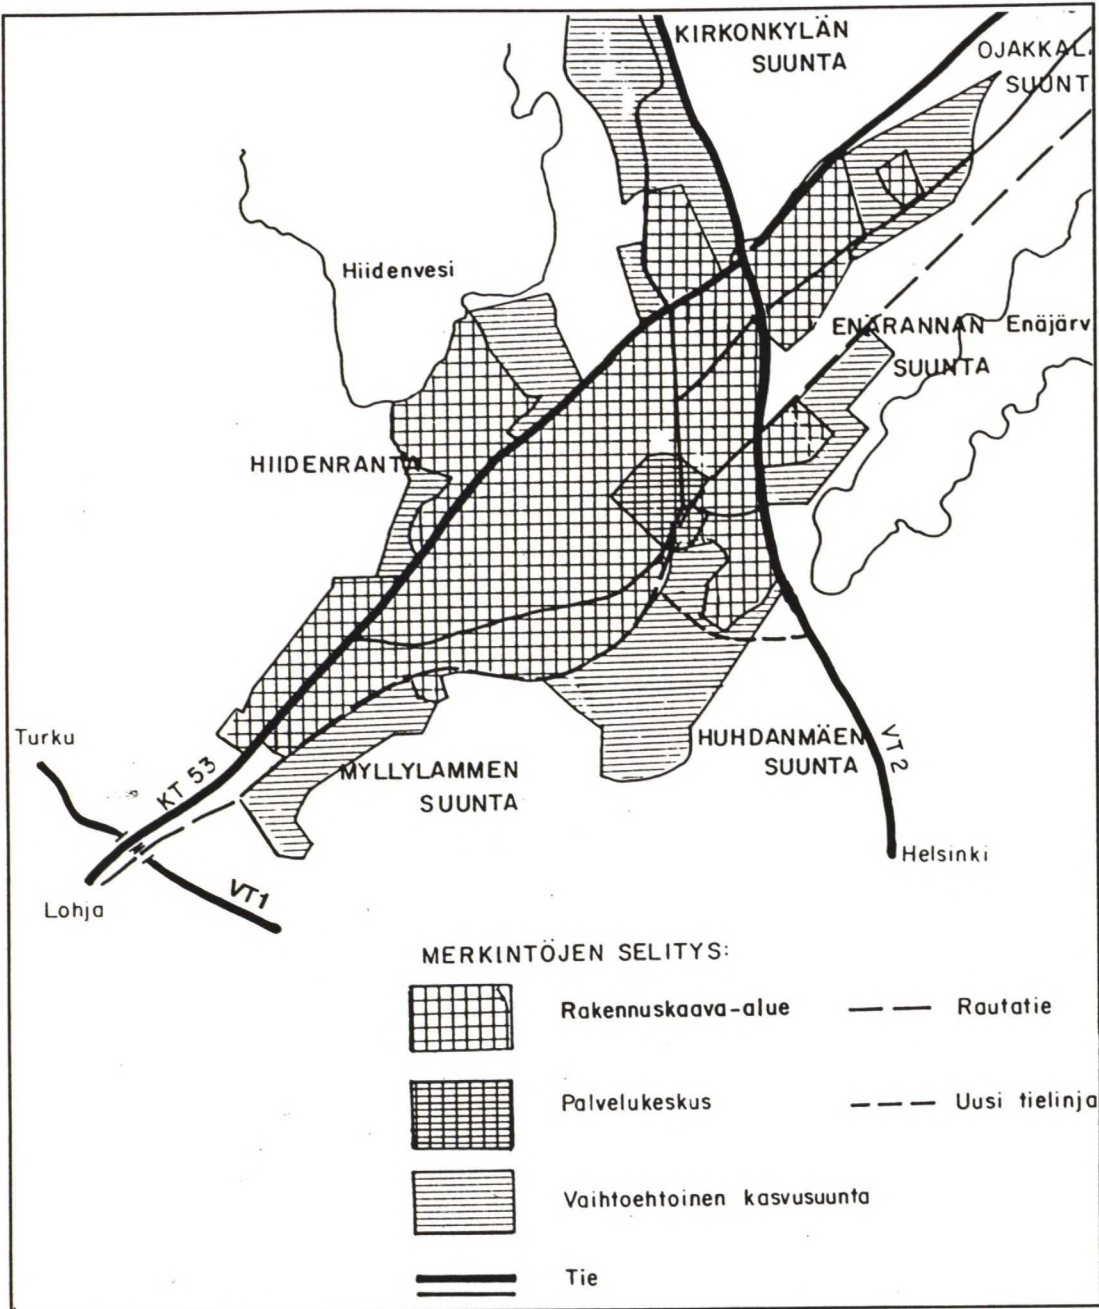 KIRKONKYLÄN
SUUNTA
OJAKKAL
SUUNT
Hiidenvesi
ENÄRANNAN
SUUNTA
Enäjärv
HIIDENRANTA
Turku
KT 53
MYLLYLAMMEN
SUUNTA
HUHDANMÄEN
SUUNTA
VT 2
Helsinki
Lohja
VT1
MERKINTÖJEN SELITYS:
Rakennuskaava-alue
Rautatie
Palvelukeskus
Uusi tielinja
Vaihtoehtoinen kasvusuunta
Tie